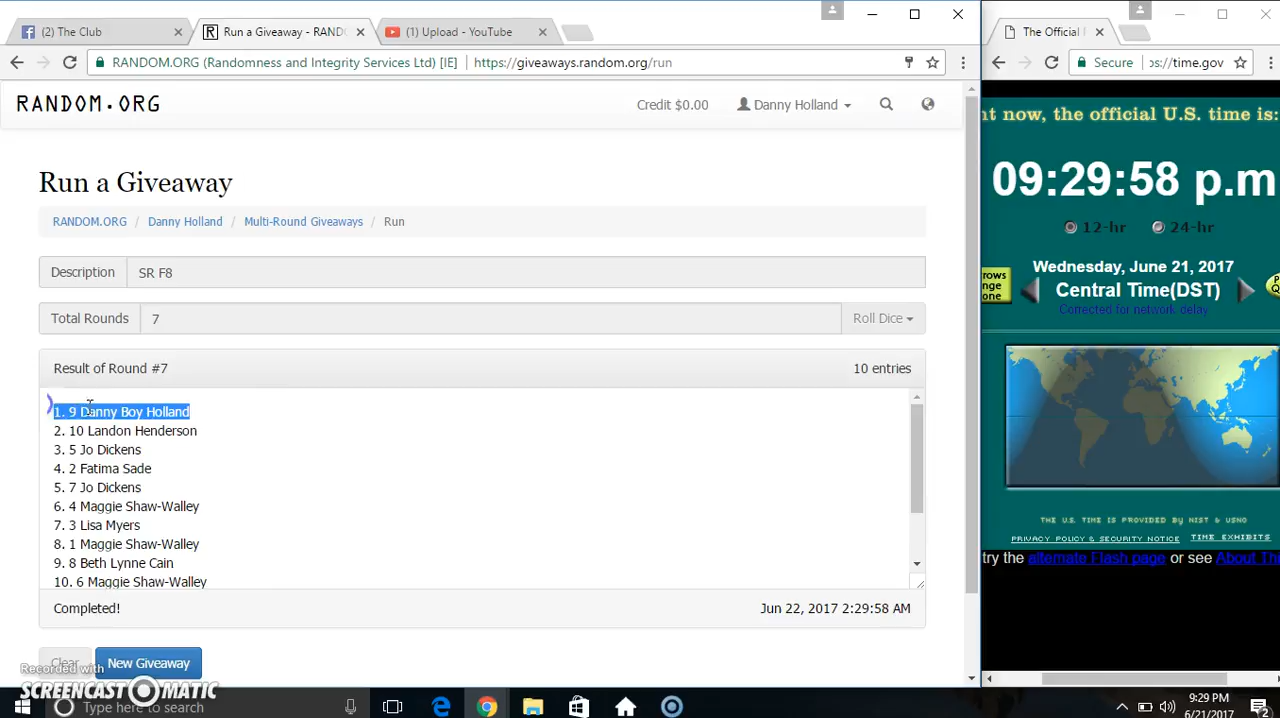 (2) The Club
Run a Giveaway - RAND
(1) Upload - YouTube
RANDOM.ORG (Randomness and Integrity Services Ltd) [IE]
https://giveaways.random.org/run
RANDOM.ORG
Credit $0.00
Danny Holland
Run a Giveaway
RANDOM.ORG / Danny Holland / Multi-Round Giveaways / Run
Description SR F8
Total Rounds 7 Roll Dice
Result of Round #7 10 entries
1. 9 Danny Boy Holland
2. 10 Landon Henderson
3. 5 Jo Dickens
4. 2 Fatima Sade
5. 7 Jo Dickens
6. 4 Maggie Shaw-Walley
7. 3 Lisa Myers
8. 1 Maggie Shaw-Walley
9. 8 Beth Lynne Cain
10. 6 Maggie Shaw-Walley
Completed! Jun 22, 2017 2:29:58 AM
Clear New Giveaway
Recorded with
SCREENCAST MATIC
Type here to search
The Official
Secure
://time.gov
nt now, the official U.S. time is:
09:29:58 p.m
12-hr 24-hr
Wednesday, June 21, 2017
Central Time(DST)
Corrected for network delay
rows
nge
one
THE U.S. TIME IS PROVIDED BY NIST & USNO
PRIVACY POLICY & SECURITY NOTICE TIME EXHIBITS
try the alternate Flash page or see About Th
9:29 PM
6/21/2017
2